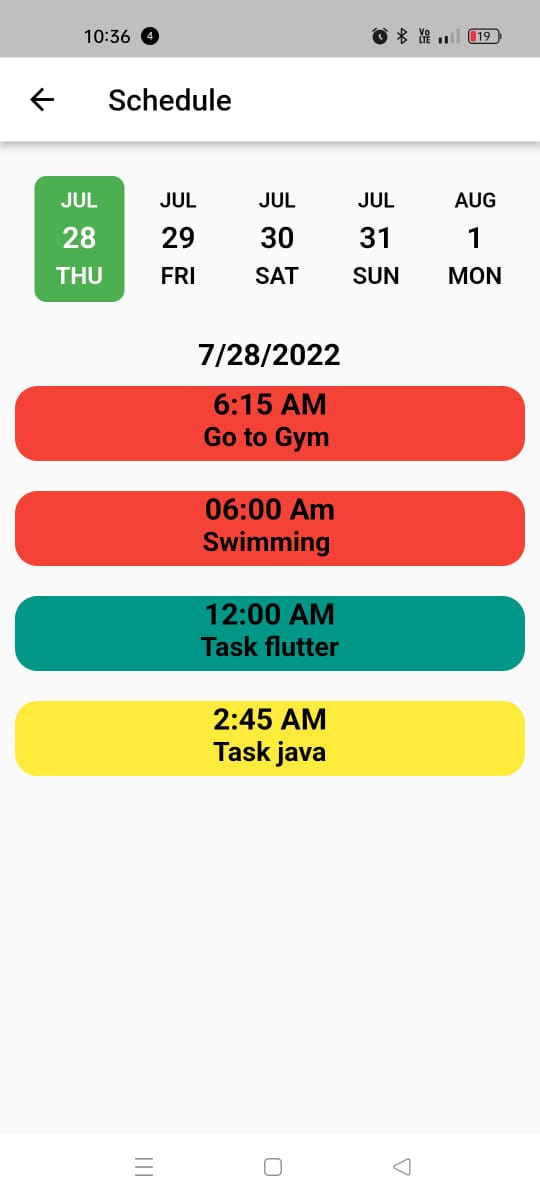 10:36 4 Vo LTE 19
Schedule
JUL JUL JUL JUL AUG
28 29 30 31 1
THU FRI SAT SUN MON
7/28/2022
6:15 AM
Go to Gym
06:00 Am
Swimming
12:00 AM
Task flutter
2:45 AM
Task java